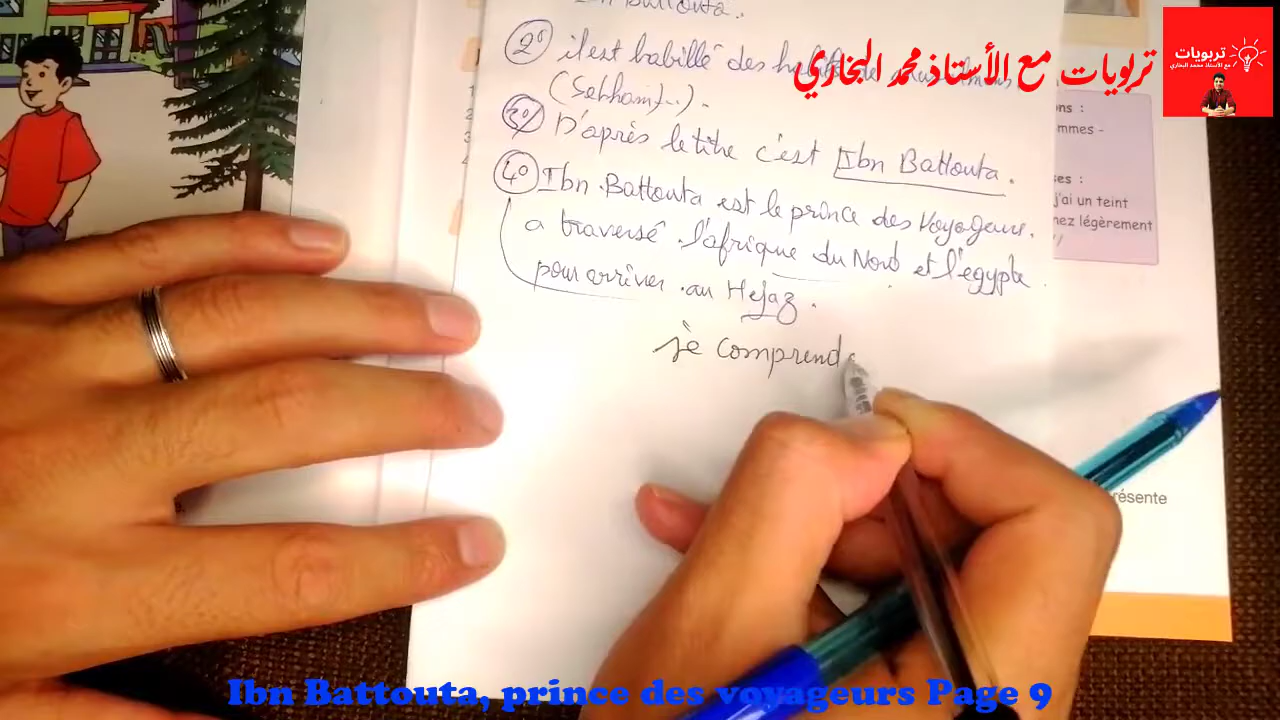 Ibn Battouta.
2° il est habillé des
(Sebhani...).
3° D'après le titre c'est Ibn Battouta.
4° Ibn Battouta est le prince des Voyageurs.
a traversé l'afrique du Nord et l'égypte.
pour arriver au Hejaz.
je comprend
تربويات مع الأستاذ محمد البخاري
تربويات
مع الأستاذ محمد البخاري
ons :
mmes -
es :
j'ai un teint
nez légèrement
résente
Ibn Battouta, prince des voyageurs Page 9